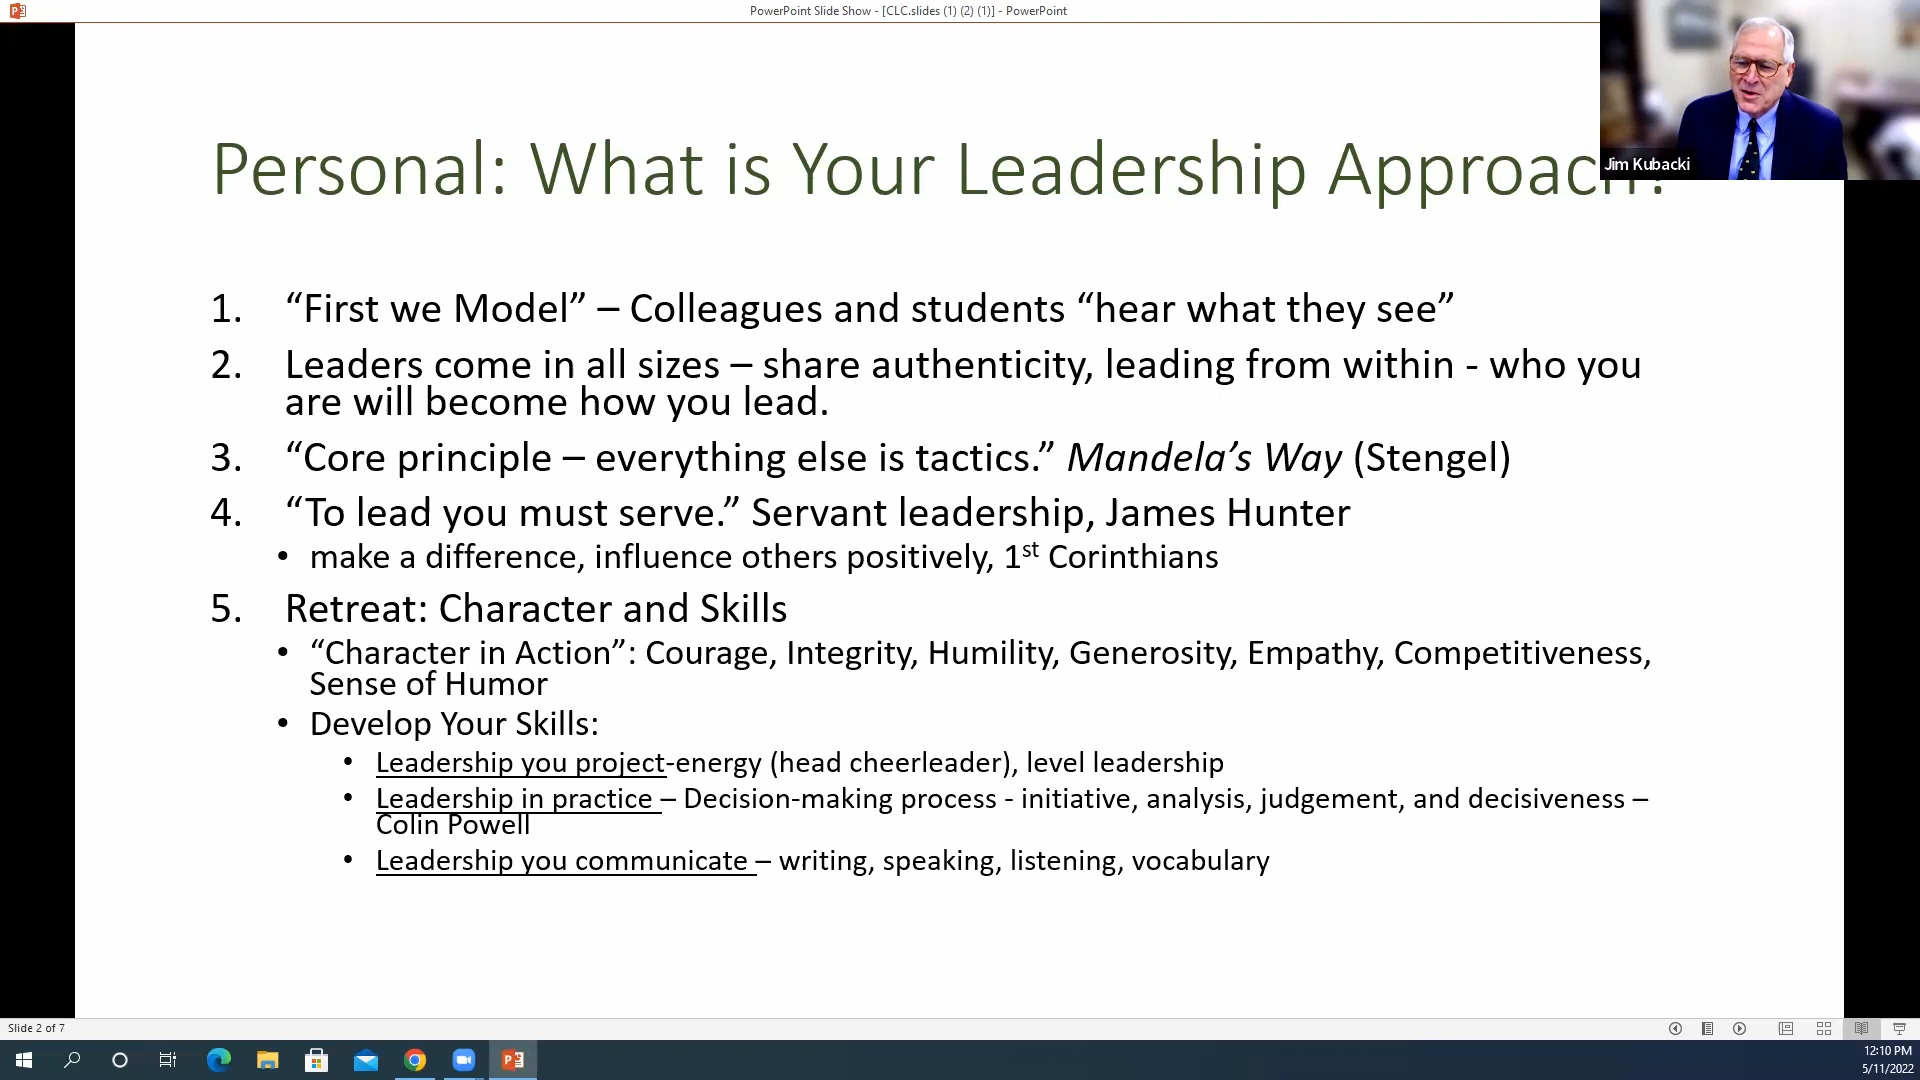 PowerPoint Slide Show - [CLC.slides (1) (2) (1)] - PowerPoint
Jim Kubacki
Personal: What is Your Leadership Approach?
1. “First we Model” – Colleagues and students “hear what they see”
2. Leaders come in all sizes – share authenticity, leading from within - who you
are will become how you lead.
3. “Core principle – everything else is tactics.” Mandela’s Way (Stengel)
4. “To lead you must serve.” Servant leadership, James Hunter
• make a difference, influence others positively, 1st Corinthians
5. Retreat: Character and Skills
• “Character in Action”: Courage, Integrity, Humility, Generosity, Empathy, Competitiveness,
Sense of Humor
• Develop Your Skills:
• Leadership you project-energy (head cheerleader), level leadership
• Leadership in practice – Decision-making process - initiative, analysis, judgement, and decisiveness –
Colin Powell
• Leadership you communicate – writing, speaking, listening, vocabulary
Slide 2 of 7
12:10 PM
5/11/2022